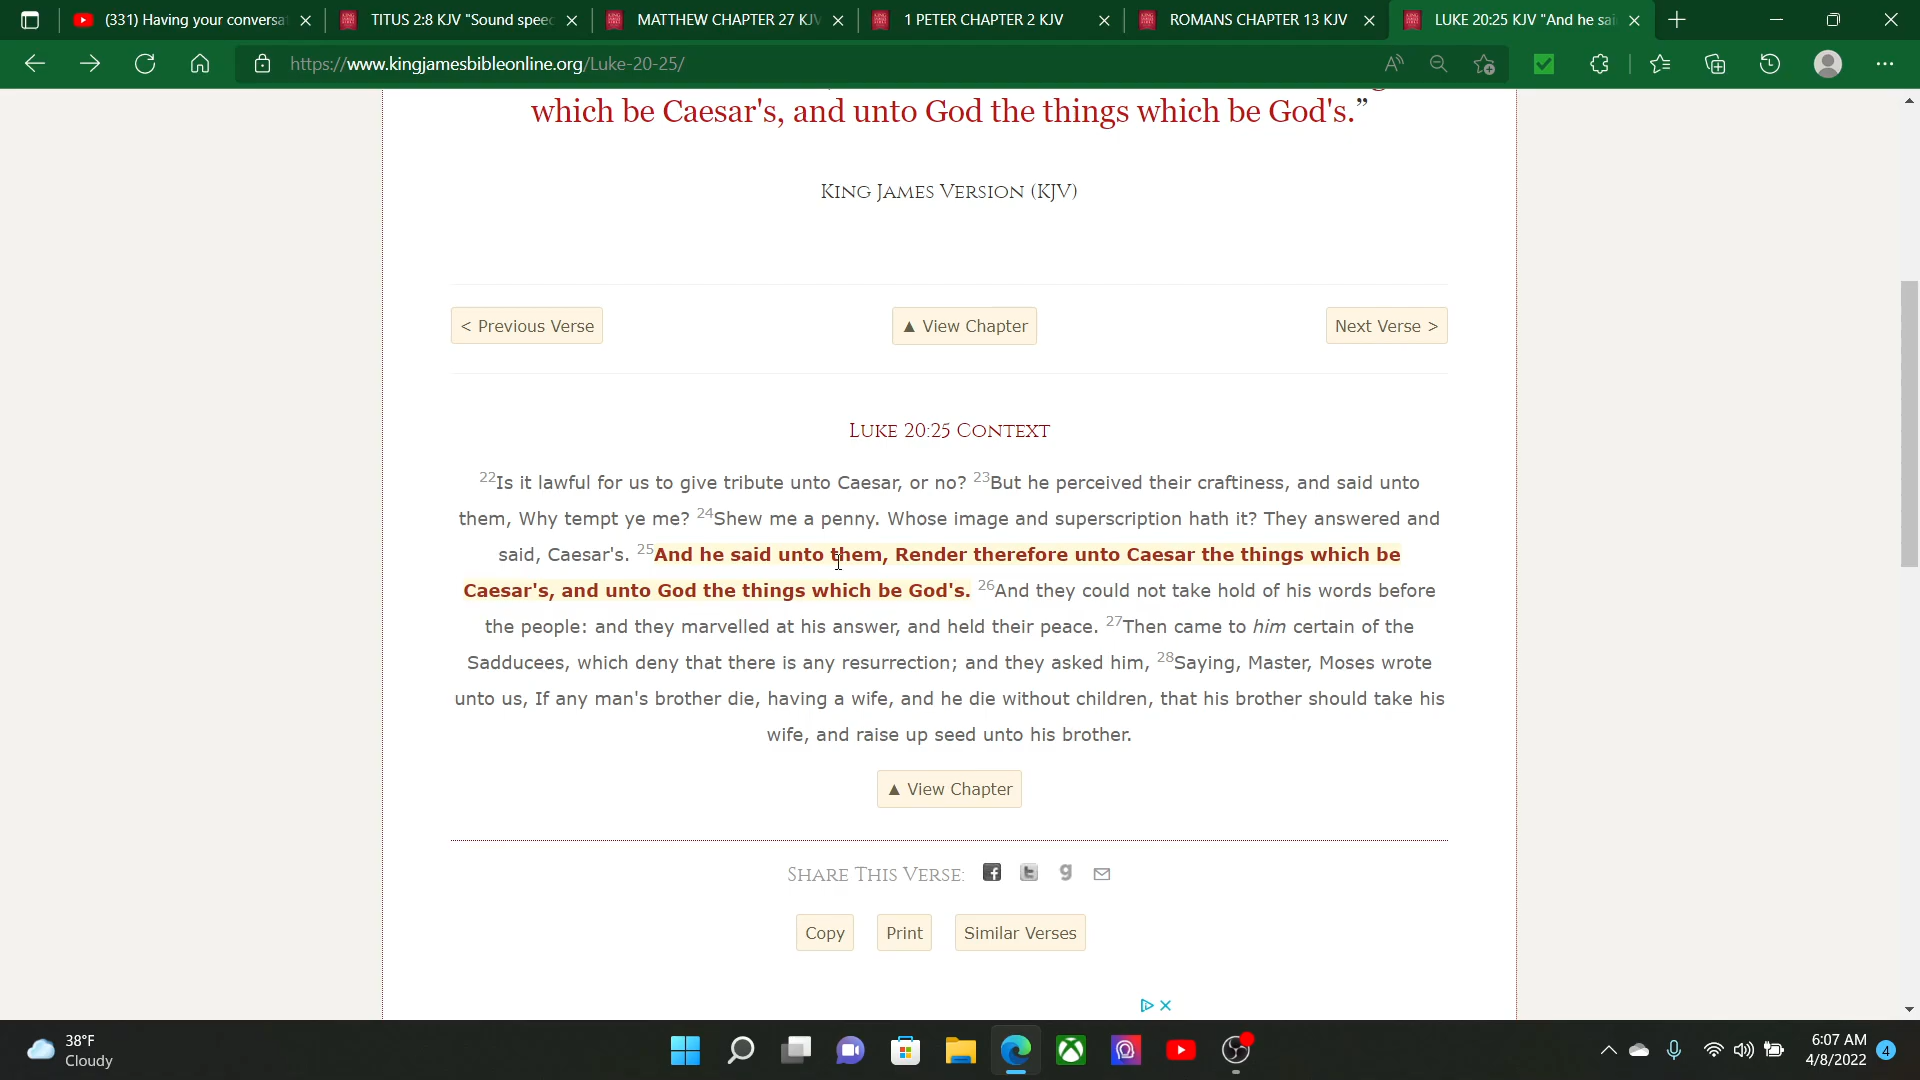 (331) Having your conversa
TITUS 2:8 KJV "Sound speec
MATTHEW CHAPTER 27 KJV
1 PETER CHAPTER 2 KJV
ROMANS CHAPTER 13 KJV
LUKE 20:25 KJV "And he sai
https://www.kingjamesbibleonline.org/Luke-20-25/
which be Caesar's, and unto God the things which be God's.”
King James Version (KJV)
< Previous Verse
▲ View Chapter
Next Verse >
Luke 20:25 Context
22Is it lawful for us to give tribute unto Caesar, or no? 23But he perceived their craftiness, and said unto
them, Why tempt ye me? 24Shew me a penny. Whose image and superscription hath it? They answered and
said, Caesar's. 25And he said unto them, Render therefore unto Caesar the things which be
Caesar's, and unto God the things which be God's. 26And they could not take hold of his words before
the people: and they marvelled at his answer, and held their peace. 27Then came to him certain of the
Sadducees, which deny that there is any resurrection; and they asked him, 28Saying, Master, Moses wrote
unto us, If any man's brother die, having a wife, and he die without children, that his brother should take his
wife, and raise up seed unto his brother.
▲ View Chapter
Share This Verse:
Copy
Print
Similar Verses
38°F
Cloudy
6:07 AM
4/8/2022
4